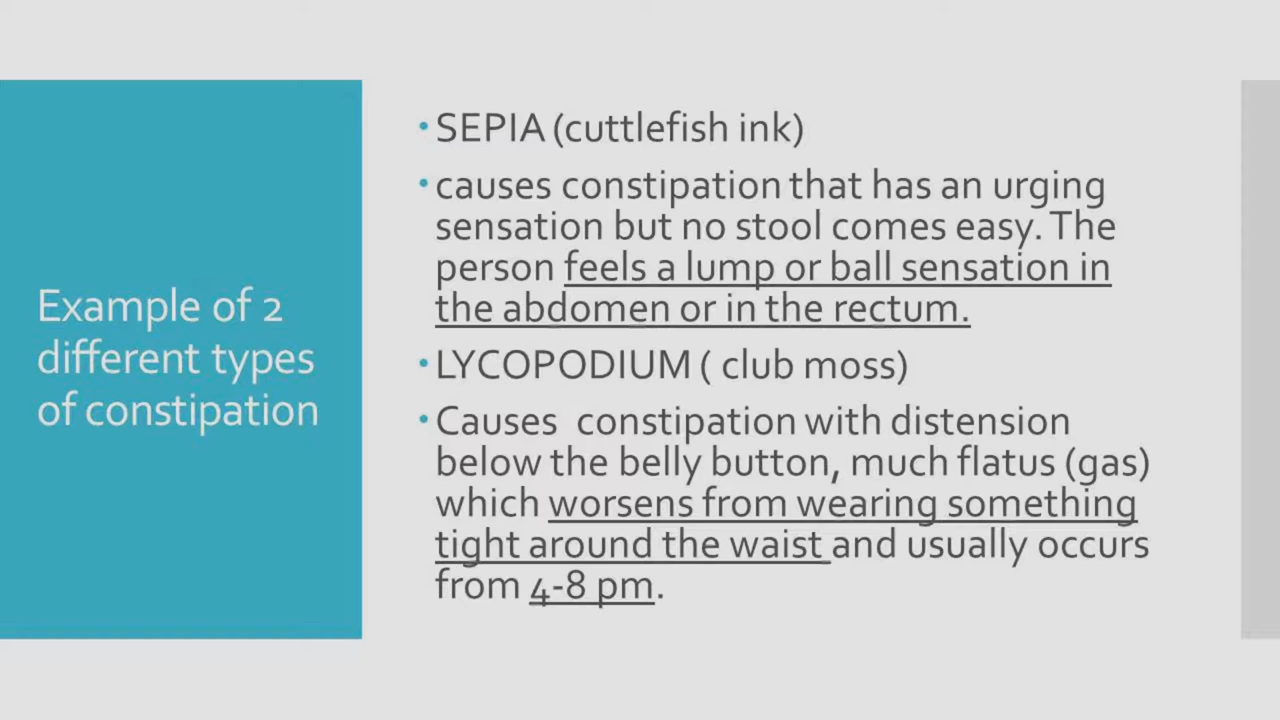 Example of 2
different types
of constipation
• SEPIA (cuttlefish ink)
• causes constipation that has an urging
sensation but no stool comes easy. The
person feels a lump or ball sensation in
the abdomen or in the rectum.
• LYCOPODIUM ( club moss)
• Causes  constipation with distension
below the belly button, much flatus (gas)
which worsens from wearing something
tight around the waist and usually occurs
from 4-8 pm.